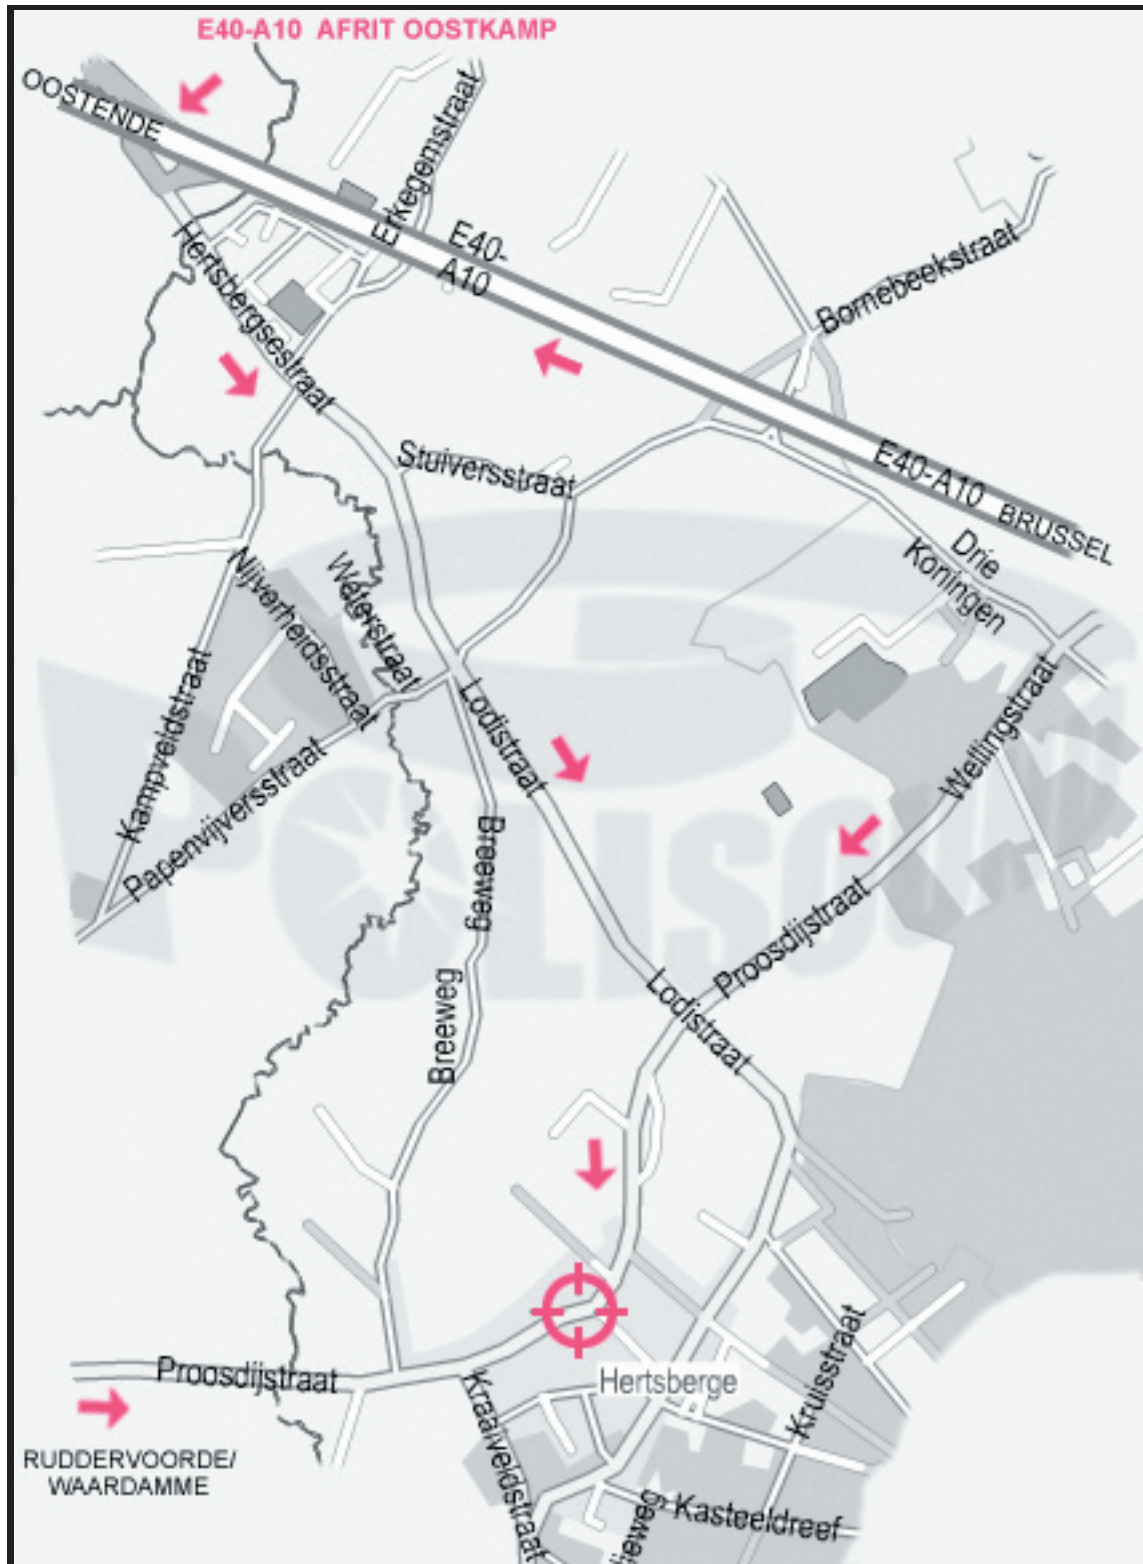 E40-A10 AFRIT OOSTKAMP
OOSTENDE
Erkegemstraat
E40-
A10
Hertsbergsestraat
Bornebeekstraat
Stuiversstraat
E40-A10
BRUSSEL
Drie
Koningen
Nijverheidsstraat
Waterstraat
Kampveldstraat
Lodistraat
Wellingstraat
Papenvijversstraat
Breeweg
Proosdijstraat
Breeweg
Lodistraat
Proosdijstraat
Hertsberge
Kruisstraat
Kraaiveldstraat
RUDDERVOORDE/
WAARDAMME
Kasteeldreef